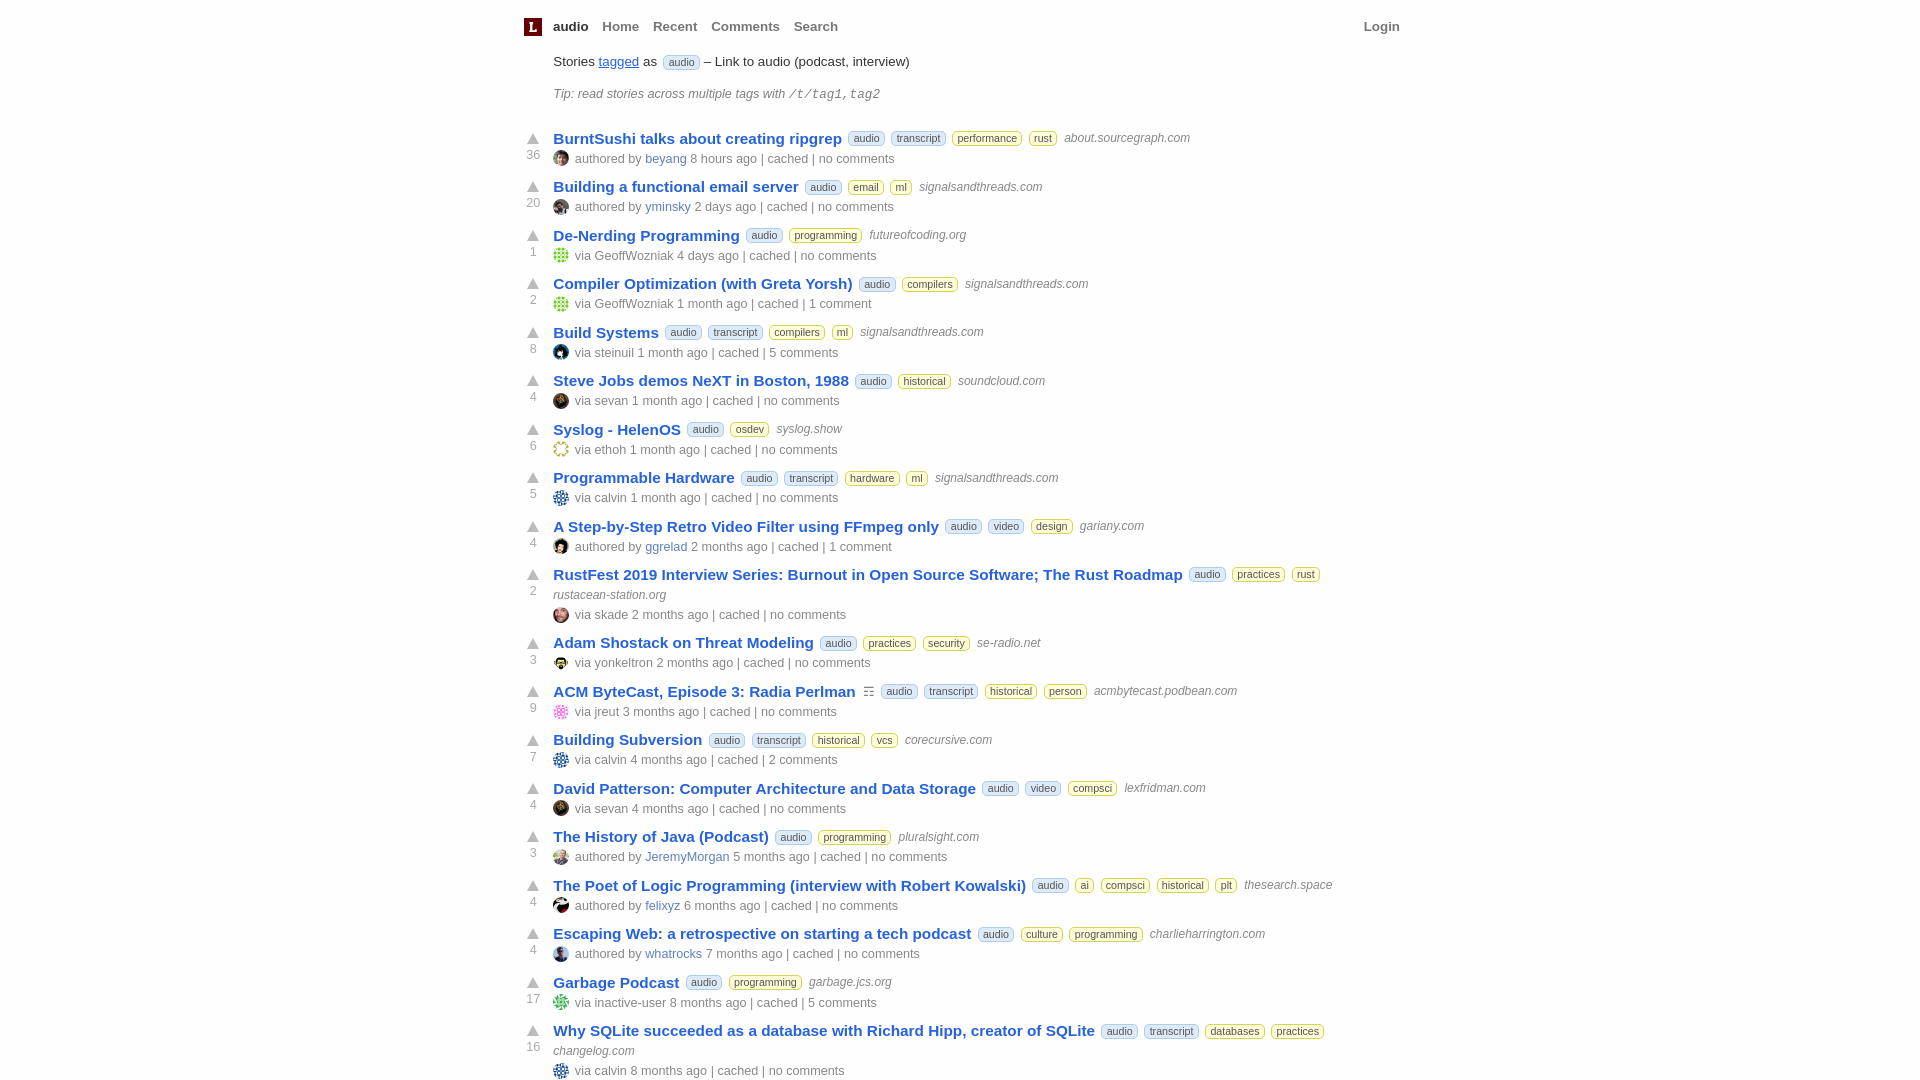 L audio Home Recent Comments Search Login
Stories tagged as audio – Link to audio (podcast, interview)
Tip: read stories across multiple tags with /t/tag1,tag2
BurntSushi talks about creating ripgrep audio transcript performance rust about.sourcegraph.com
36 authored by beyang 8 hours ago | cached | no comments
Building a functional email server audio email ml signalsandthreads.com
20 authored by yminsky 2 days ago | cached | no comments
De-Nerding Programming audio programming futureofcoding.org
1 via GeoffWozniak 4 days ago | cached | no comments
Compiler Optimization (with Greta Yorsh) audio compilers signalsandthreads.com
2 via GeoffWozniak 1 month ago | cached | 1 comment
Build Systems audio transcript compilers ml signalsandthreads.com
8 via steinuil 1 month ago | cached | 5 comments
Steve Jobs demos NeXT in Boston, 1988 audio historical soundcloud.com
4 via sevan 1 month ago | cached | no comments
Syslog - HelenOS audio osdev syslog.show
6 via ethoh 1 month ago | cached | no comments
Programmable Hardware audio transcript hardware ml signalsandthreads.com
5 via calvin 1 month ago | cached | no comments
A Step-by-Step Retro Video Filter using FFmpeg only audio video design gariany.com
4 authored by ggrelad 2 months ago | cached | 1 comment
RustFest 2019 Interview Series: Burnout in Open Source Software; The Rust Roadmap audio practices rust
2 rustacean-station.org
via skade 2 months ago | cached | no comments
Adam Shostack on Threat Modeling audio practices security se-radio.net
3 via yonkeltron 2 months ago | cached | no comments
ACM ByteCast, Episode 3: Radia Perlman ☶ audio transcript historical person acmbytecast.podbean.com
9 via jreut 3 months ago | cached | no comments
Building Subversion audio transcript historical vcs corecursive.com
7 via calvin 4 months ago | cached | 2 comments
David Patterson: Computer Architecture and Data Storage audio video compsci lexfridman.com
4 via sevan 4 months ago | cached | no comments
The History of Java (Podcast) audio programming pluralsight.com
3 authored by JeremyMorgan 5 months ago | cached | no comments
The Poet of Logic Programming (interview with Robert Kowalski) audio ai compsci historical plt thesearch.space
4 authored by felixyz 6 months ago | cached | no comments
Escaping Web: a retrospective on starting a tech podcast audio culture programming charlieharrington.com
4 authored by whatrocks 7 months ago | cached | no comments
Garbage Podcast audio programming garbage.jcs.org
17 via inactive-user 8 months ago | cached | 5 comments
Why SQLite succeeded as a database with Richard Hipp, creator of SQLite audio transcript databases practices
16 changelog.com
via calvin 8 months ago | cached | no comments